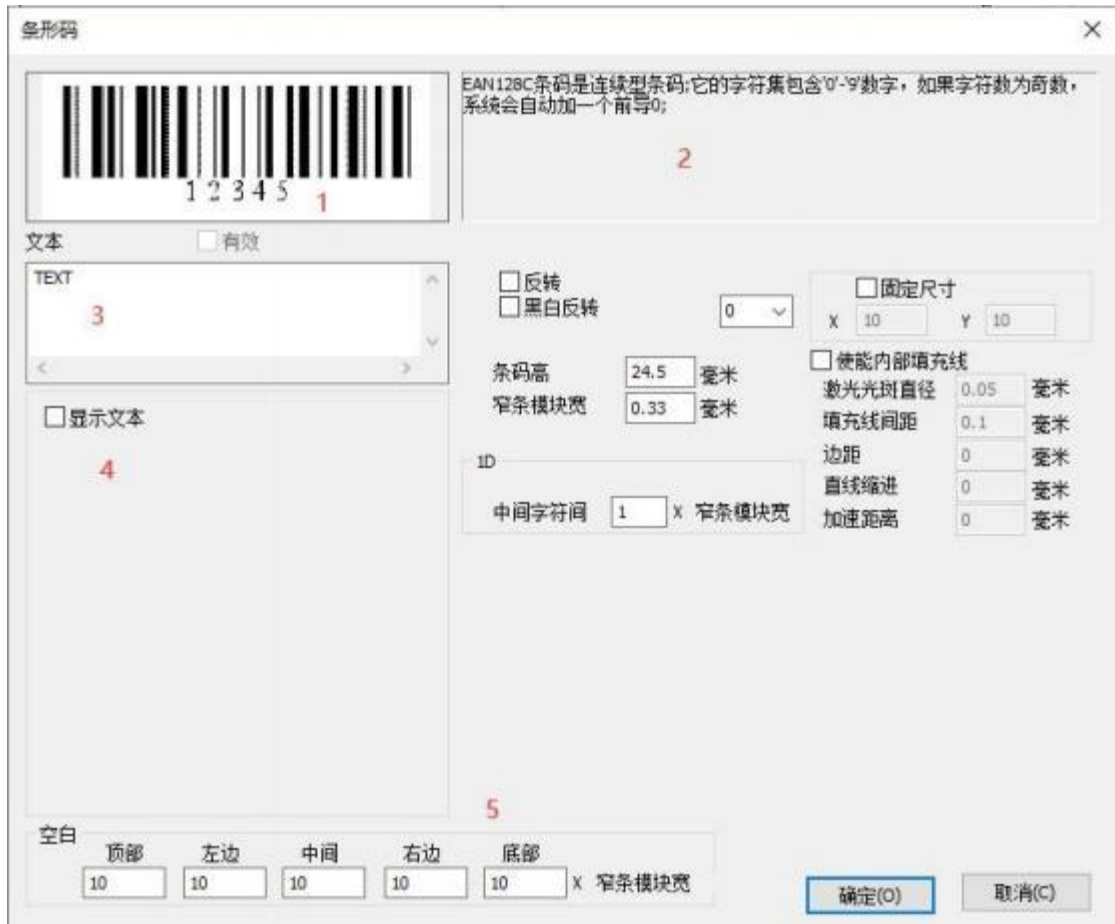 条形码
EAN128C条码是连续型条码;它的字符集包含'0'-'9'数字，如果字符数为奇数，
系统会自动加一个前导0;
2
1 2 3 4 5
1
文本
有效
TEXT
3
显示文本
4
反转
黑白反转
0
条码高 24.5 毫米
窄条模块宽 0.33 毫米
1D
中间字符间 1 X 窄条模块宽
固定尺寸
X 10 Y 10
使能内部填充线
激光光斑直径 0.05 毫米
填充线间距 0.1 毫米
边距 0 毫米
直线缩进 0 毫米
加速距离 0 毫米
5
空白
顶部 左边 中间 右边 底部
10 10 10 10 10 X 窄条模块宽
确定(O) 取消(C)